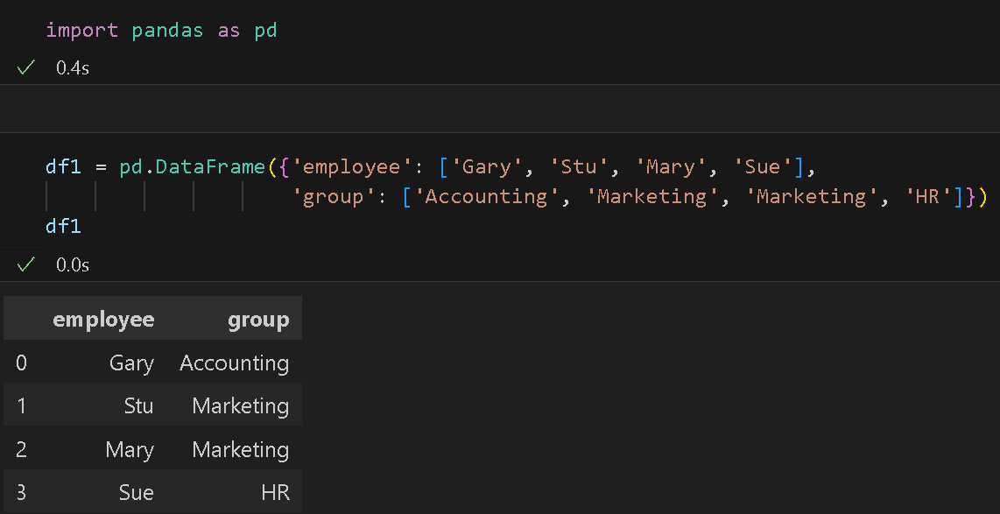 import pandas as pd
0.4s
df1 = pd.DataFrame({'employee': ['Gary', 'Stu', 'Mary', 'Sue'],
'group': ['Accounting', 'Marketing', 'Marketing', 'HR']})
df1
0.0s
employee group
0 Gary Accounting
1 Stu Marketing
2 Mary Marketing
3 Sue HR